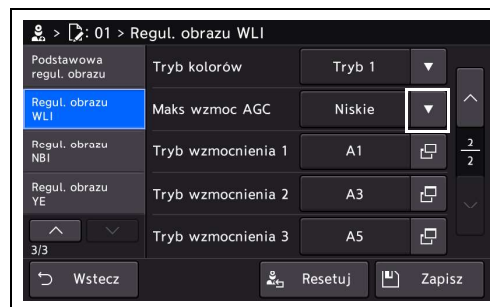 > : 01 > Regul. obrazu WLI
Podstawowa
regul. obrazu
Tryb kolorów Tryb 1
Regul. obrazu
WLI
Maks wzmoc AGC Niskie
Regul. obrazu
NBI
Tryb wzmocnienia 1 A1
2
2
Regul. obrazu
YE
Tryb wzmocnienia 2 A3
3/3
Tryb wzmocnienia 3 A5
Wstecz Resetuj Zapisz